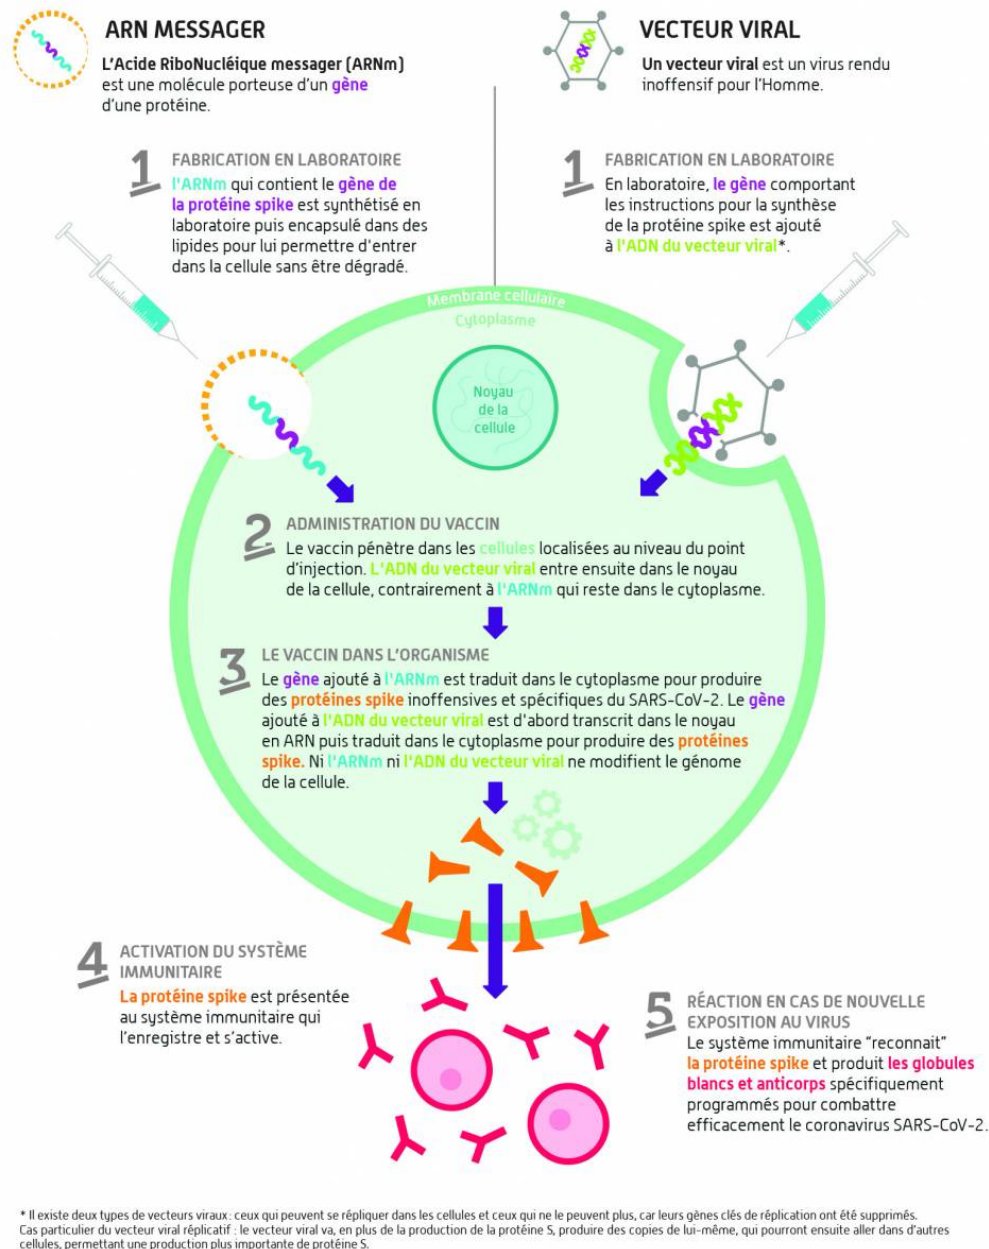 ARN MESSAGER
L'Acide RiboNucléique messager (ARNm)
est une molécule porteuse d'un gène
d'une protéine.
VECTEUR VIRAL
Un vecteur viral est un virus rendu
inoffensif pour l'Homme.
1
FABRICATION EN LABORATOIRE
l'ARNm qui contient le gène de
la protéine spike est synthétisé en
laboratoire puis encapsulé dans des
lipides pour lui permettre d'entrer
dans la cellule sans être dégradé.
1
FABRICATION EN LABORATOIRE
En laboratoire, le gène comportant
les instructions pour la synthèse
de la protéine spike est ajouté
à l'ADN du vecteur viral*.
Membrane cellulaire
Cytoplasme
Noyau
de la
cellule
2
ADMINISTRATION DU VACCIN
Le vaccin pénètre dans les cellules localisées au niveau du point
d'injection. L'ADN du vecteur viral entre ensuite dans le noyau
de la cellule, contrairement à l'ARNm qui reste dans le cytoplasme.
3
LE VACCIN DANS L'ORGANISME
Le gène ajouté à l'ARNm est traduit dans le cytoplasme pour produire
des protéines spike inoffensives et spécifiques du SARS-CoV-2. Le gène
ajouté à l'ADN du vecteur viral est d'abord transcrit dans le noyau
en ARN puis traduit dans le cytoplasme pour produire des protéines
spike. Ni l'ARNm ni l'ADN du vecteur viral ne modifient le génome
de la cellule.
4
ACTIVATION DU SYSTÈME
IMMUNITAIRE
La protéine spike est présentée
au système immunitaire qui
l'enregistre et s'active.
5
RÉACTION EN CAS DE NOUVELLE
EXPOSITION AU VIRUS
Le système immunitaire "reconnait"
la protéine spike et produit les globules
blancs et anticorps spécifiquement
programmés pour combattre
efficacement le coronavirus SARS-CoV-2.
* Il existe deux types de vecteurs viraux : ceux qui peuvent se répliquer dans les cellules et ceux qui ne le peuvent plus, car leurs gènes clés de réplication ont été supprimés.
Cas particulier du vecteur viral réplicatif : le vecteur viral va, en plus de la production de la protéine S, produire des copies de lui-même, qui pourront ensuite aller dans d'autres
cellules, permettant une production plus importante de protéine S.